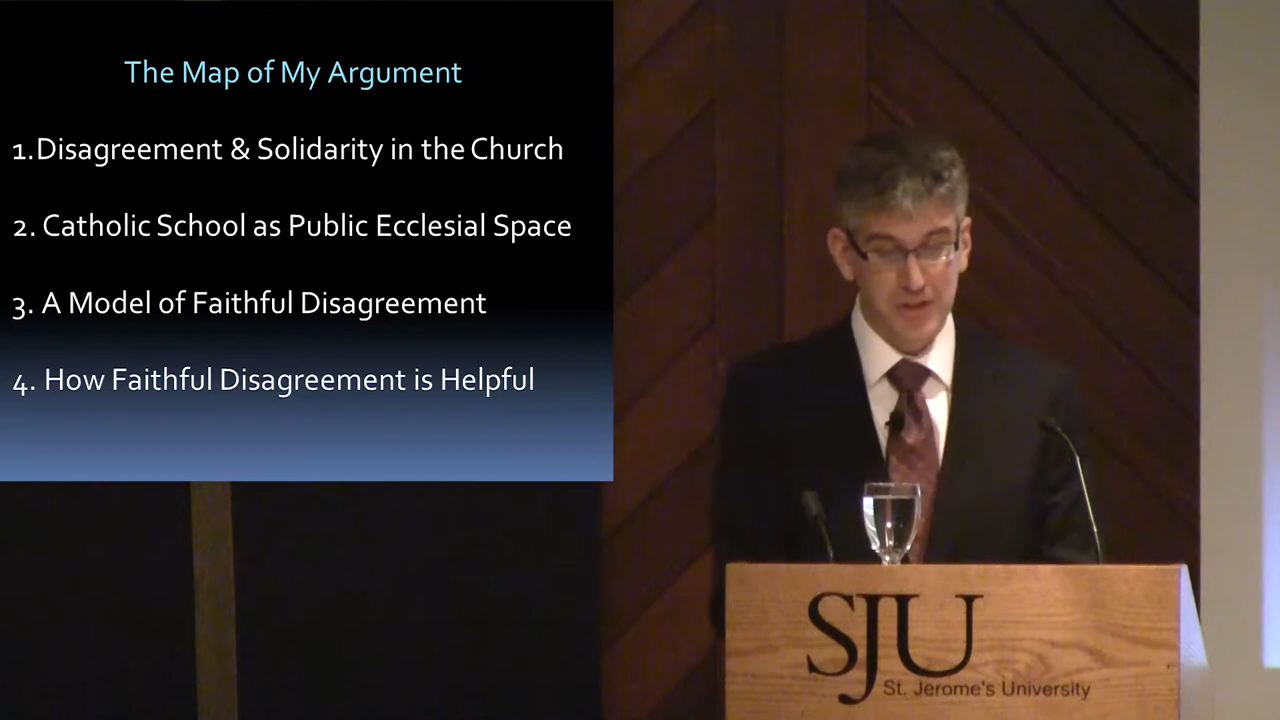 The Map of My Argument
1.Disagreement & Solidarity in the Church
2. Catholic School as Public Ecclesial Space
3. A Model of Faithful Disagreement
4. How Faithful Disagreement is Helpful
SJU
St. Jerome's University